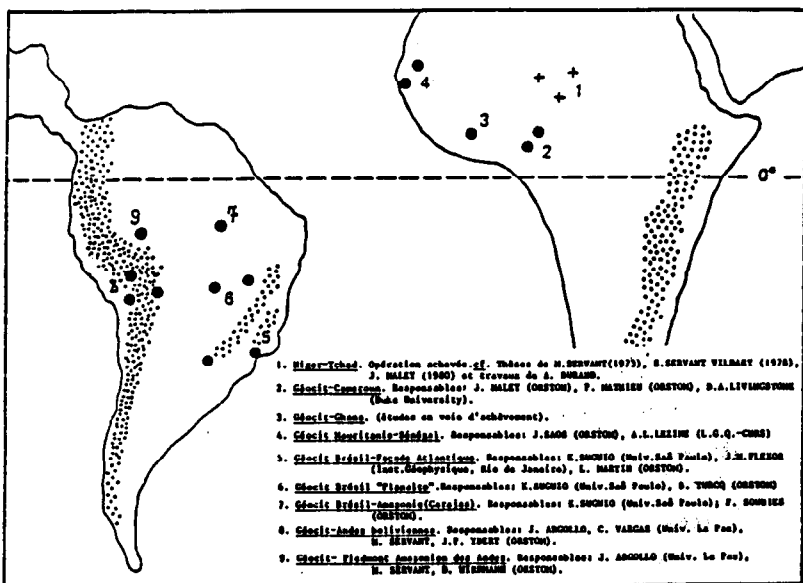 4
1
3
2
0°
9
7
8
6
5
1. Niger-Tchad. Opération achevée cf. Thèses de M.SERVANT(1973), S.SERVANT VILDARY (1978),
J. MALEY (1980) et travaux de A. DURAND.
2. Géocit-Cameroun. Responsables: J. MALEY (ORSTOM), P. MATHIEU (ORSTOM), D.A.LIVINGSTONE
(Duke University).
3. Géocit-Ghana. (études en voie d'achèvement).
4. Géocit Mauritanie-Sénégal. Responsables: J.SAOS (ORSTOM), A.L.LEZINE (L.G.Q.-CNRS)
5. Géocit Brésil-Façade Atlantique. Responsables: K.SUGUIO (Univ.Saõ Paulo), J.M.FLEXOR
(Inst.Géophysique, Rio de Janeiro), L. MARTIN (ORSTOM).
6. Géocit Brésil "Planalto".Responsables: K.SUGUIO (Univ.Saõ Paulo), B. TURCQ (ORSTOM)
7. Géocit Brésil-Amazonie(Carajas). Responsables: K.SUGUIO (Univ.Saõ Paulo); F. SOUBIES
(ORSTOM).
8. Géocit-Andes boliviennes. Responsables: J. ARGOLLO, C. VARGAS (Univ. La Paz),
M. SERVANT, J.P. YBERT (ORSTOM).
9. Géocit- Piedmont Amazonien des Andes. Responsables: J. ARGOLLO (Univ. La Paz),
M. SERVANT, D. WIRRMANN (ORSTOM).